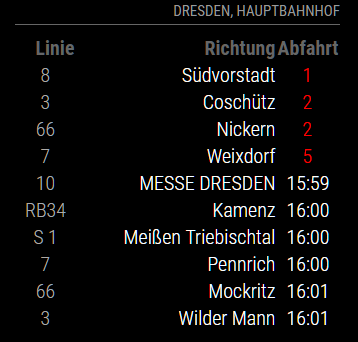 DRESDEN, HAUPTBAHNHOF
Linie Richtung Abfahrt
8 Südvorstadt 1
3 Coschütz 2
66 Nickern 2
7 Weixdorf 5
10 MESSE DRESDEN 15:59
RB34 Kamenz 16:00
S 1 Meißen Triebischtal 16:00
7 Pennrich 16:00
66 Mockritz 16:01
3 Wilder Mann 16:01